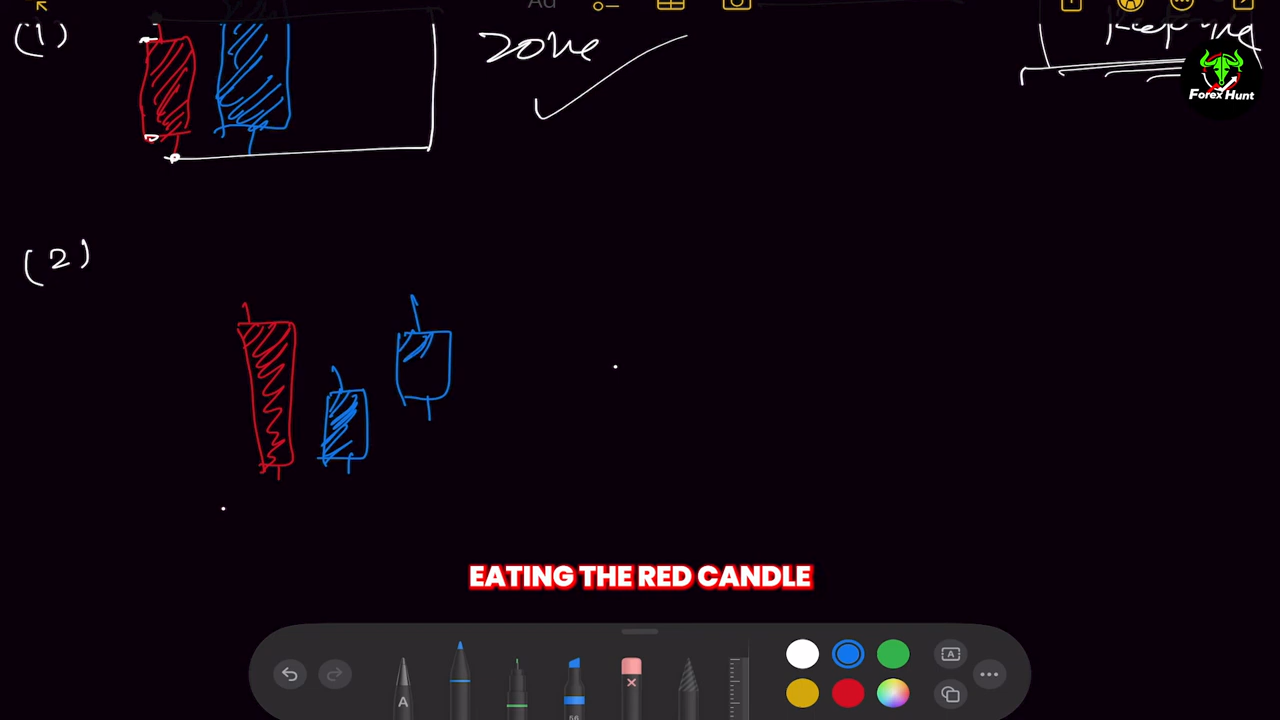 (1)
zone
Forex Hunt
(2)
EATING THE RED CANDLE
A
A